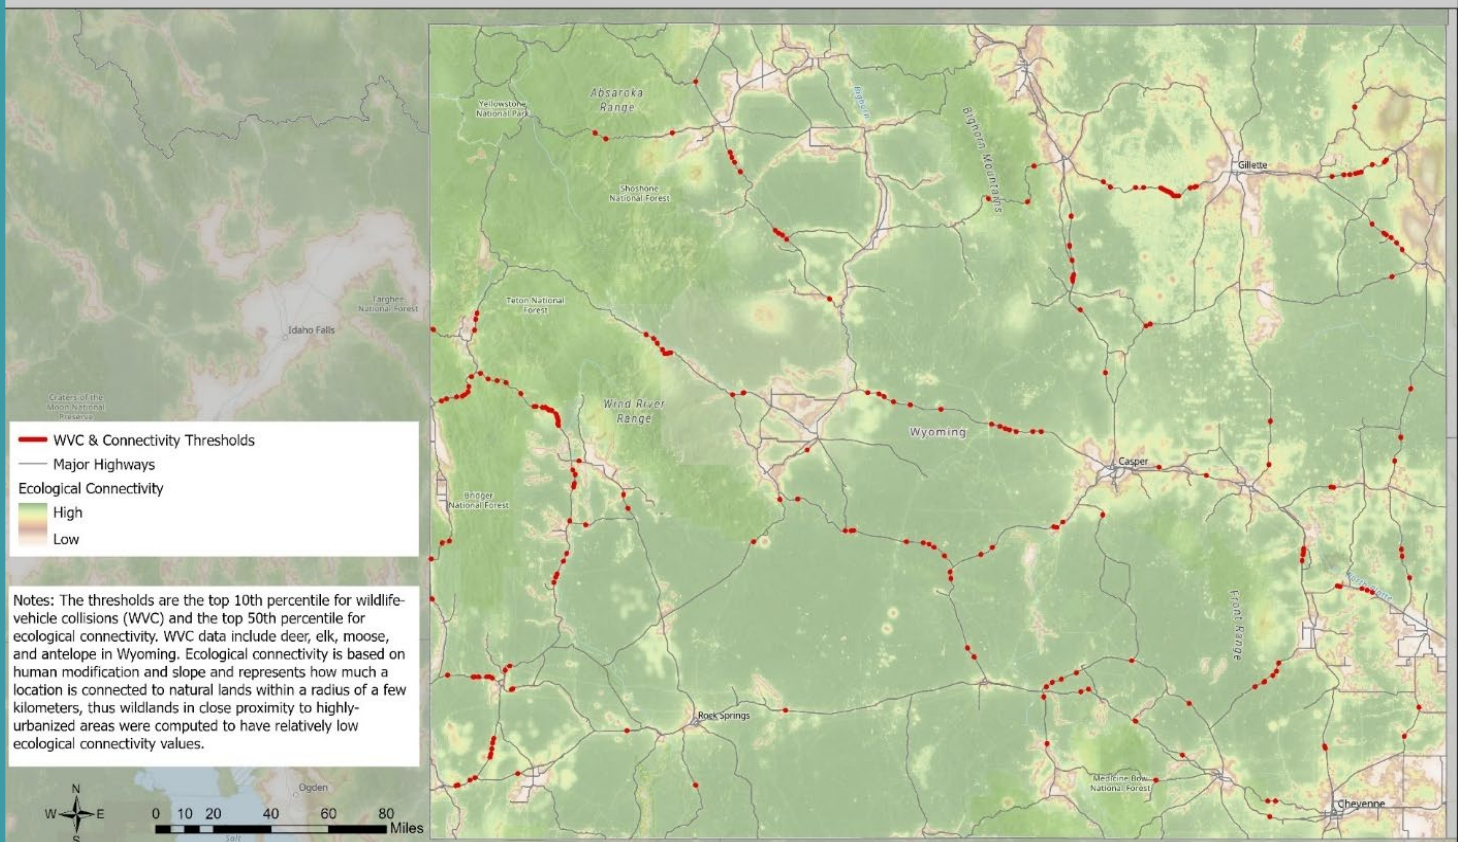 Yellowstone
National Park
Absaroka
Range
Bighorn
Bighorn Mountains
Gillette
Shoshone
National Forest
Targhee
National Forest
Idaho Falls
Teton National
Forest
Craters of the
Moon National
Preserve
Wind River
Range
Wyoming
Casper
Bridger
National Forest
WVC & Connectivity Thresholds
Major Highways
Ecological Connectivity
High
Low
Notes: The thresholds are the top 10th percentile for wildlife-
vehicle collisions (WVC) and the top 50th percentile for
ecological connectivity. WVC data include deer, elk, moose,
and antelope in Wyoming. Ecological connectivity is based on
human modification and slope and represents how much a
location is connected to natural lands within a radius of a few
kilometers, thus wildlands in close proximity to highly-
urbanized areas were computed to have relatively low
ecological connectivity values.
North Platte
Front Range
Rock Springs
Medicine Bow
National Forest
Cheyenne
Ogden
Salt
N
W E
S
0 10 20 40 60 80
Miles